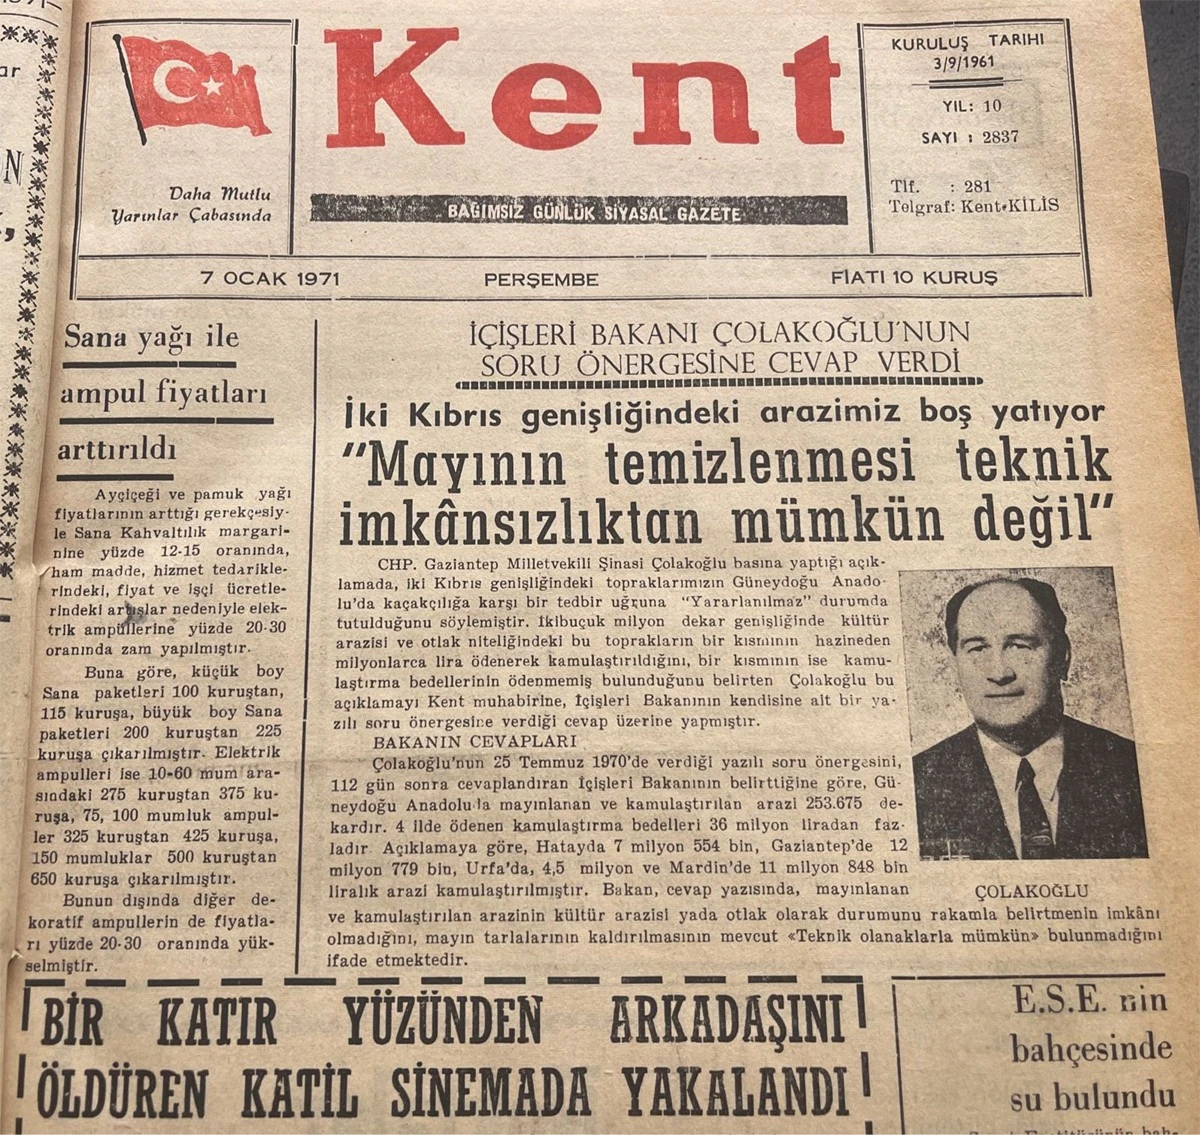 Kent
Daha Mutlu
Yarınlar Çabasında
BAĞIMSIZ GÜNLÜK SİYASAL GAZETE
KURULUŞ TARİHİ
3/9/1961
YIL: 10
SAYI : 2837
Tlf. : 281
Telgraf: Kent-KİLİS
7 OCAK 1971
PERŞEMBE
FİATI 10 KURUŞ
Sana yağı ile
ampul fiyatları
arttırıldı
Ayçiçeği ve pamuk yağı
fiyatlarının arttığı gerekçesiy-
le Sana Kahvaltılık margari-
nine yüzde 12-15 oranında,
ham madde, hizmet tedarikle-
rindeki, fiyat ve işçi ücretle-
rindeki artışlar nedeniyle elek-
trik ampüllerine yüzde 20-30
oranında zam yapılmıştır.
Buna göre, küçük boy
Sana paketleri 100 kuruştan,
115 kuruşa, büyük boy Sana
paketleri 200 kuruştan 225
kuruşa çıkarılmıştır. Elektrik
ampulleri ise 10-60 mum ara-
sındaki 275 kuruştan 375 ku-
ruşa, 75, 100 mumluk ampul-
ler 325 kuruştan 425 kuruşa,
150 mumluklar 500 kuruştan
650 kuruşa çıkarılmıştır.
Bunun dışında diğer de-
koratif ampullerin de fiyatla-
rı yüzde 20-30 oranında yük-
selmiştir.
İÇİŞLERİ BAKANI ÇOLAKOĞLU'NUN
SORU ÖNERGESİNE CEVAP VERDİ
İki Kıbrıs genişliğindeki arazimiz boş yatıyor
"Mayının temizlenmesi teknik
imkânsızlıktan mümkün değil"
CHP. Gaziantep Milletvekili Şinasi Çolakoğlu basına yaptığı açık-
lamada, iki Kıbrıs genişliğindeki topraklarımızın Güneydoğu Anado-
lu'da kaçakçılığa karşı bir tedbir uğruna "Yararlanılmaz" durumda
tutulduğunu söylemiştir. İkibuçuk milyon dekar genişliğinde kültür
arazisi ve otlak niteliğindeki bu toprakların bir kısmının hazineden
milyonlarca lira ödenerek kamulaştırıldığını, bir kısmının ise kamu-
laştırma bedellerinin ödenmemiş bulunduğunu belirten Çolakoğlu bu
açıklamayı Kent muhabirine, İçişleri Bakanının kendisine ait bir ya-
zılı soru önergesine verdiği cevap üzerine yapmıştır.
BAKANIN CEVAPLARI
Çolakoğlu'nun 25 Temmuz 1970'de verdiği yazılı soru önergesini,
112 gün sonra cevaplandıran İçişleri Bakanının belirttiğine göre, Gü-
neydoğu Anadolu'da mayınlanan ve kamulaştırılan arazi 253.675 de-
kardır. 4 ilde ödenen kamulaştırma bedelleri 36 milyon liradan faz-
ladır. Açıklamaya göre, Hatayda 7 milyon 554 bin, Gaziantep'de 12
milyon 779 bin, Urfa'da, 4,5 milyon ve Mardin'de 11 milyon 848 bin
liralık arazi kamulaştırılmıştır. Bakan, cevap yazısında, mayınlanan
ve kamulaştırılan arazinin kültür arazisi yada otlak olarak durumunu rakamla belirtmenin imkânı
olmadığını, mayın tarlalarının kaldırılmasının mevcut «Teknik olanaklarla mümkün» bulunmadığını
ifade etmektedir.
ÇOLAKOĞLU
BİR KATIR YÜZÜNDEN ARKADAŞINI
ÖLDÜREN KATİL SİNEMADA YAKALANDI
E.S.E. nin
bahçesinde
su bulundu